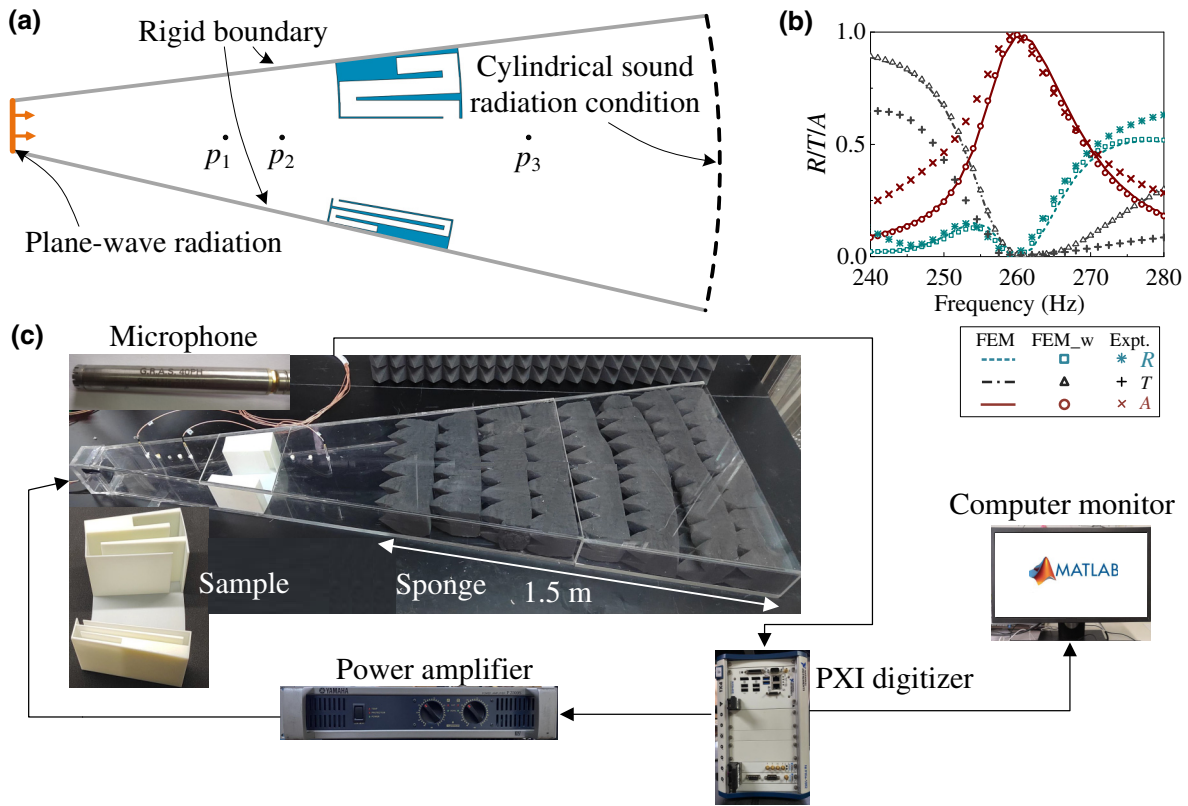 (a)
Rigid boundary
Cylindrical sound
radiation condition
p1
p2
p3
Plane-wave radiation
(b)
R/T/A
1.0
0.5
0.0
240
250
260
270
280
Frequency (Hz)
FEM FEM_w Expt.
R
T
A
(c)
Microphone
G.R.A.S.
Sample
Sponge
1.5 m
Computer monitor
MATLAB
Power amplifier
YAMAHA
PXI digitizer